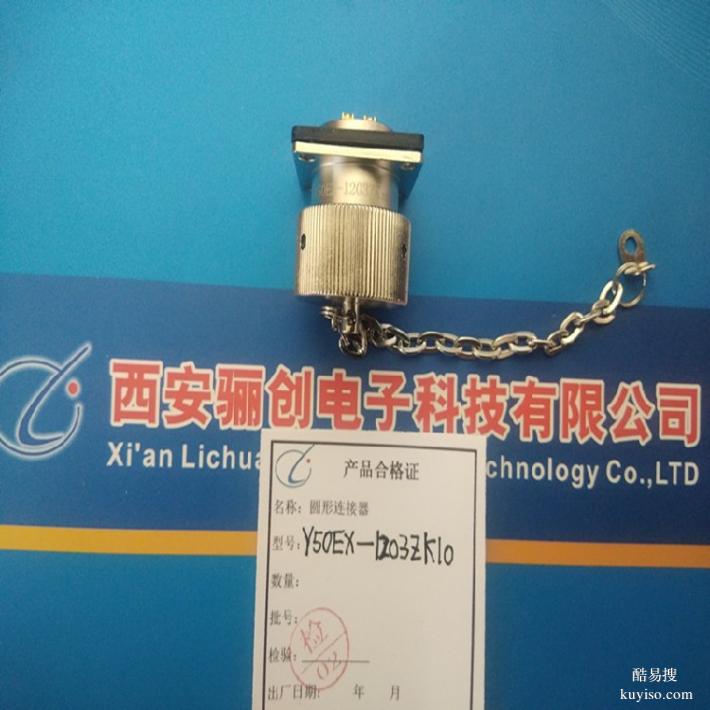 -1203Z
西安骊创电子科技有限公司
Xi'an Lichua chnology Co.,LTD
产品合格证
名称: 圆形连接器
型号: Y50EX-1203ZK10
数量:
批号:
检验:
检
02
出厂日期: 年 月
酷易搜
kuyiso.com